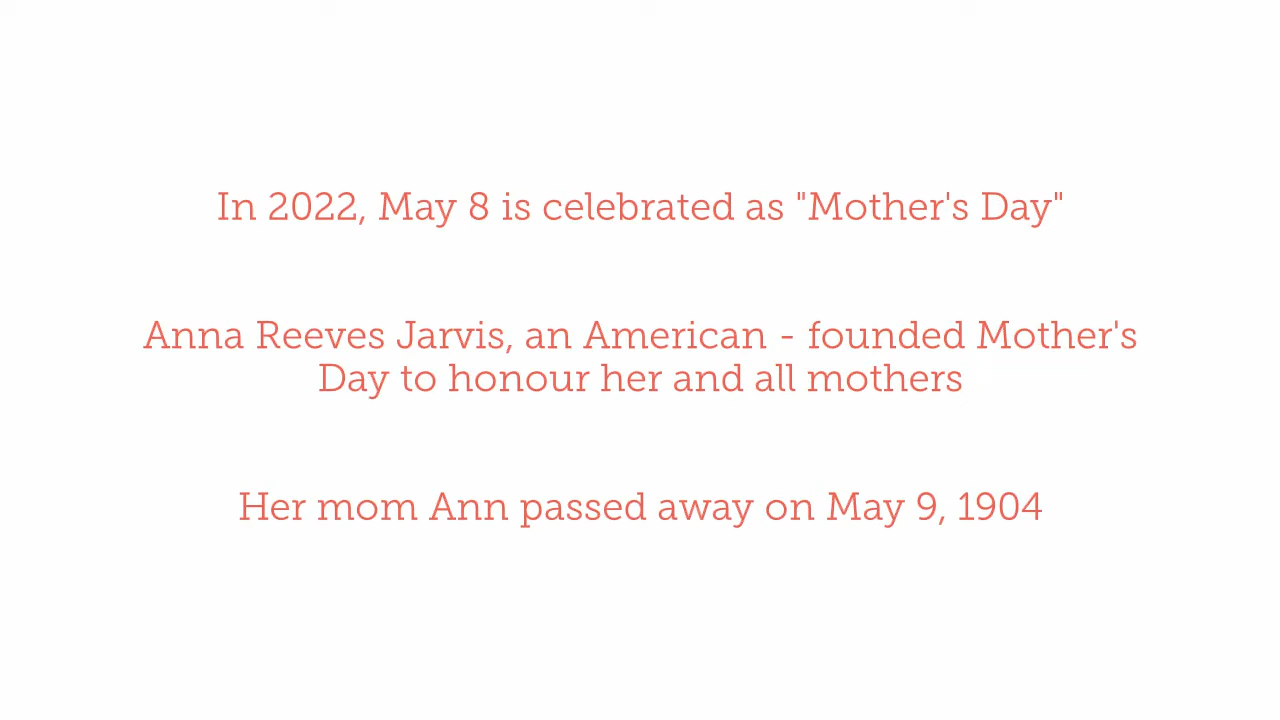 In 2022, May 8 is celebrated as "Mother's Day"
Anna Reeves Jarvis, an American - founded Mother's
Day to honour her and all mothers
Her mom Ann passed away on May 9, 1904